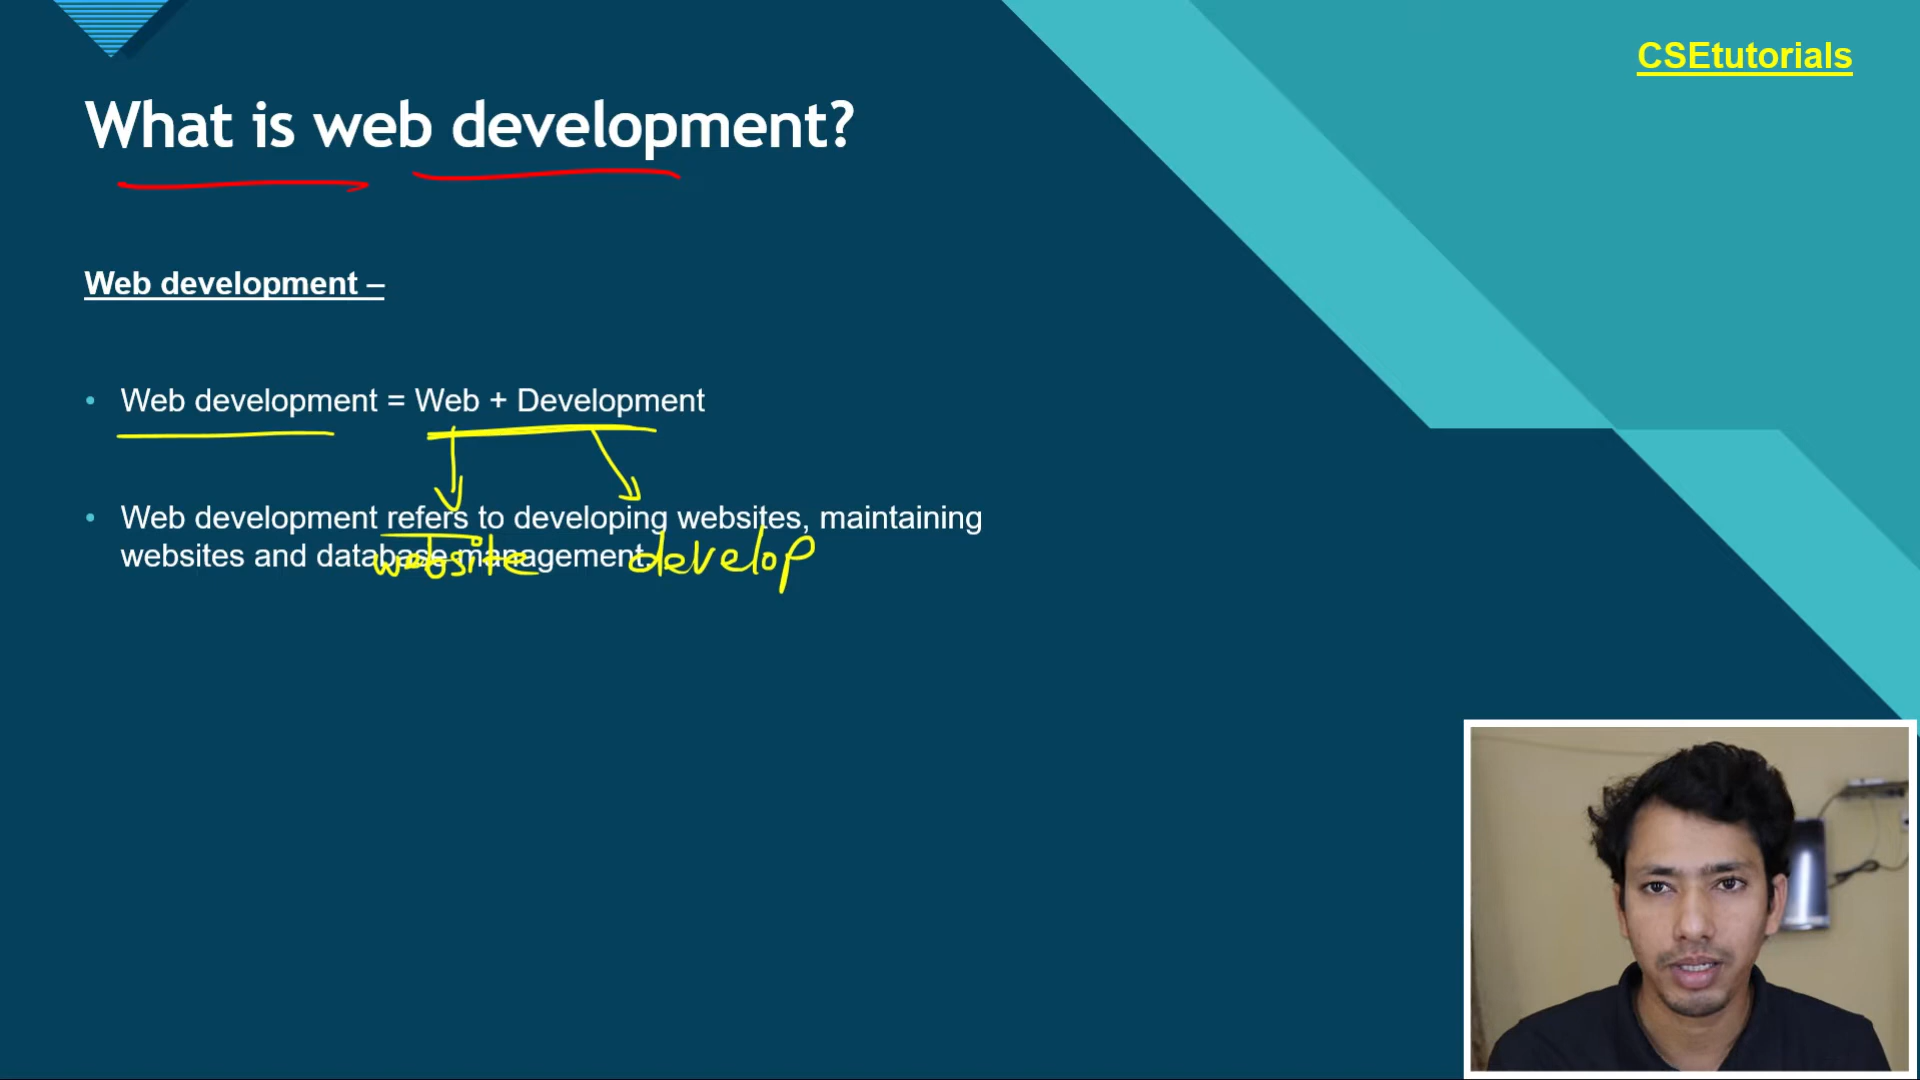 CSEtutorials
What is web development?
Web development –
• Web development = Web + Development
• Web development refers to developing websites, maintaining
websites and database management.
website develop